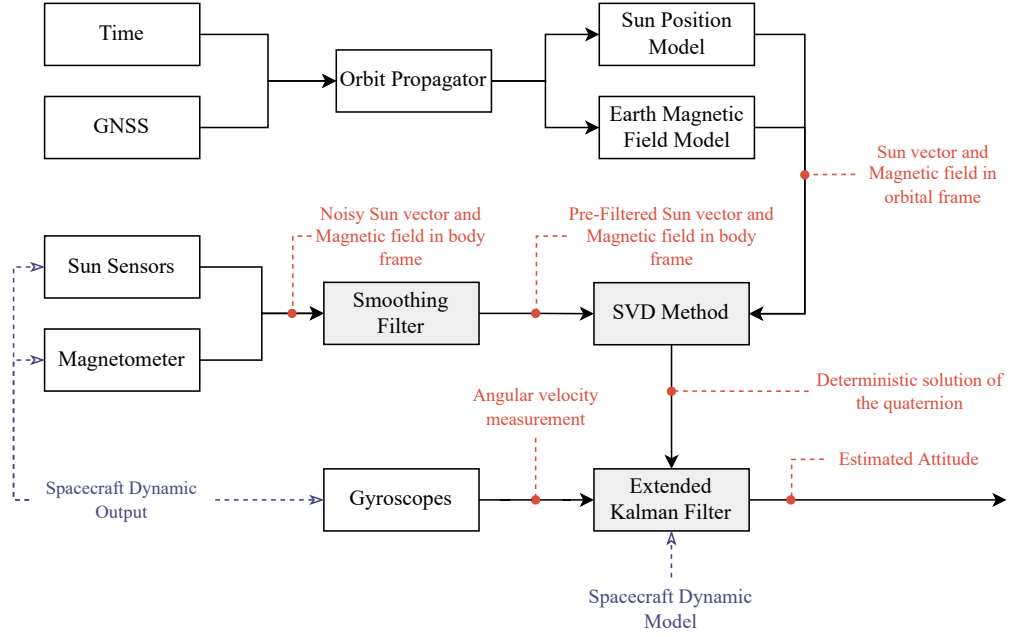 Time
GNSS
Orbit Propagator
Sun Position
Model
Earth Magnetic
Field Model
Sun vector and
Magnetic field in
orbital frame
Noisy Sun vector and
Magnetic field in body
frame
Pre-Filtered Sun vector and
Magnetic field in body
frame
Sun Sensors
Magnetometer
Smoothing
Filter
SVD Method
Deterministic solution of
the quaternion
Angular velocity
measurement
Estimated Attitude
Spacecraft Dynamic
Output
Gyroscopes
Extended
Kalman Filter
Spacecraft Dynamic
Model